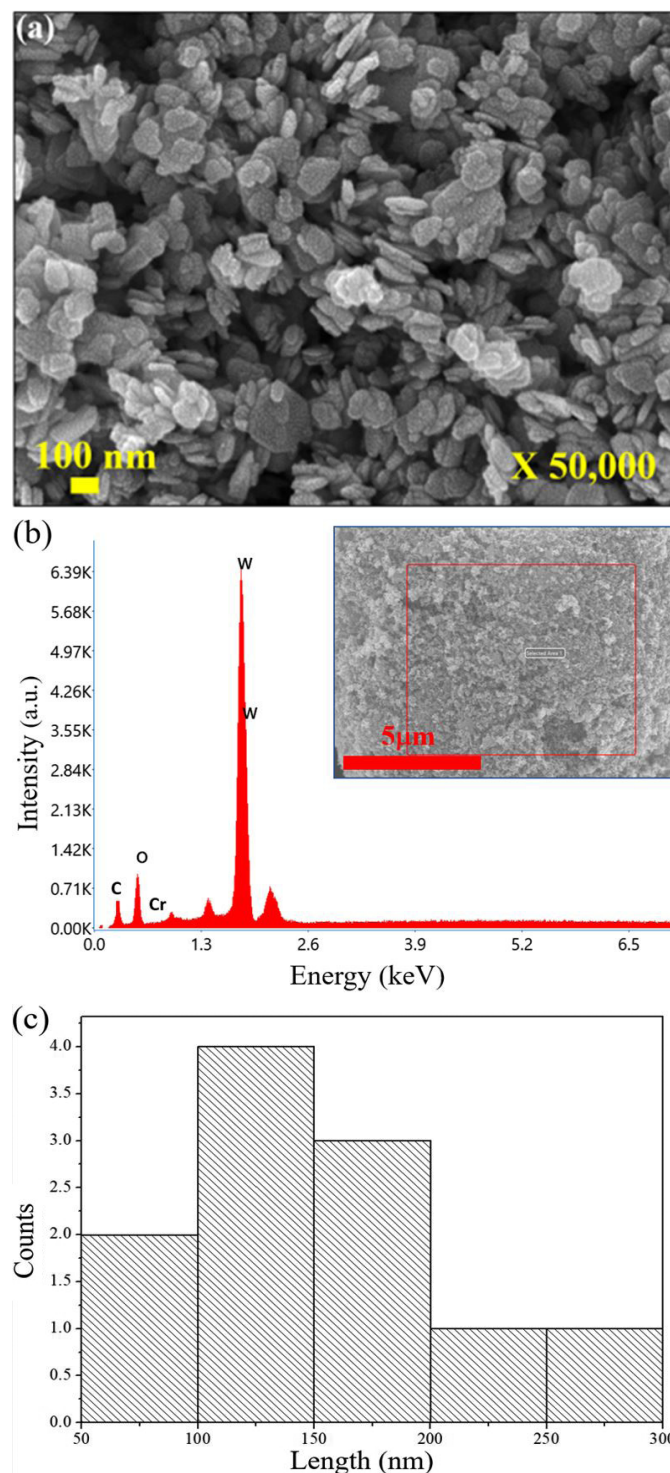 (a)
100 nm
X 50,000
(b)
6.39K
5.68K
4.97K
4.26K
3.55K
2.84K
2.13K
1.42K
0.71K
0.00K
Intensity (a.u.)
W
W
O
C
Cr
Selected Area 1
5μm
0.0 1.3 2.6 3.9 5.2 6.5
Energy (keV)
(c)
4.0
3.5
3.0
2.5
2.0
1.5
1.0
0.5
0.0
Counts
50 100 150 200 250 300
Length (nm)